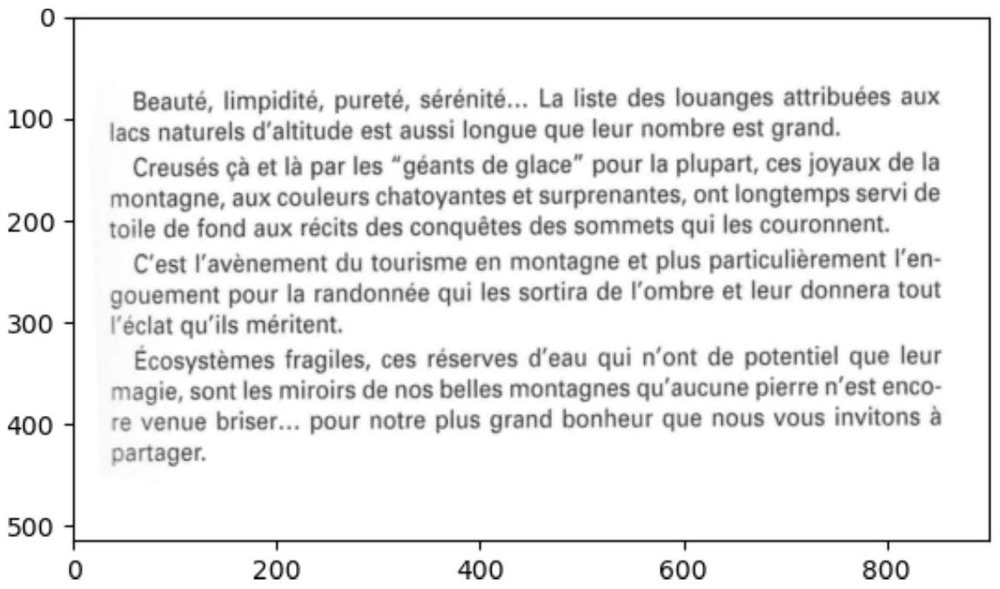 0
100
200
300
400
500
0 200 400 600 800
Beauté, limpidité, pureté, sérénité... La liste des louanges attribuées aux
lacs naturels d'altitude est aussi longue que leur nombre est grand.
Creusés çà et là par les "géants de glace" pour la plupart, ces joyaux de la
montagne, aux couleurs chatoyantes et surprenantes, ont longtemps servi de
toile de fond aux récits des conquêtes des sommets qui les couronnent.
C'est l'avènement du tourisme en montagne et plus particulièrement l'en-
gouement pour la randonnée qui les sortira de l'ombre et leur donnera tout
l'éclat qu'ils méritent.
Écosystèmes fragiles, ces réserves d'eau qui n'ont de potentiel que leur
magie, sont les miroirs de nos belles montagnes qu'aucune pierre n'est enco-
re venue briser... pour notre plus grand bonheur que nous vous invitons à
partager.